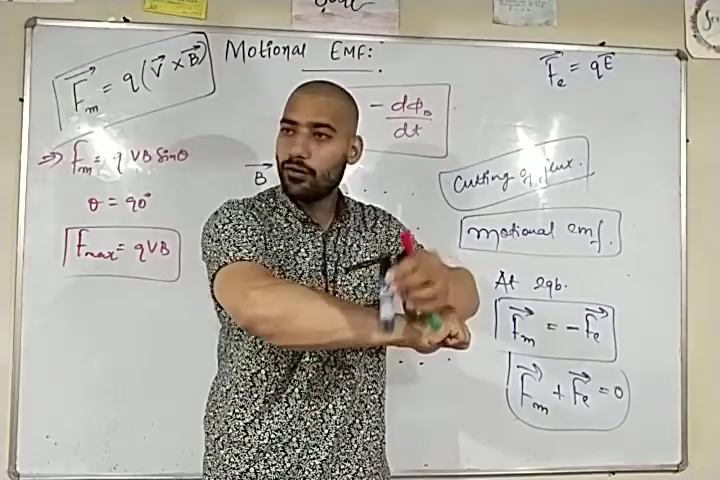 Motional EMF:
F⃗m = q(V⃗ × B⃗)
F⃗e = qE⃗
- dϕB/dt
⇒ fm = q VB Sinθ
B⃗
θ = 90°
Cutting of flux.
Fmax = qVB
Motional emf.
At eqb.
F⃗m = -F⃗e
F⃗m + F⃗e = 0